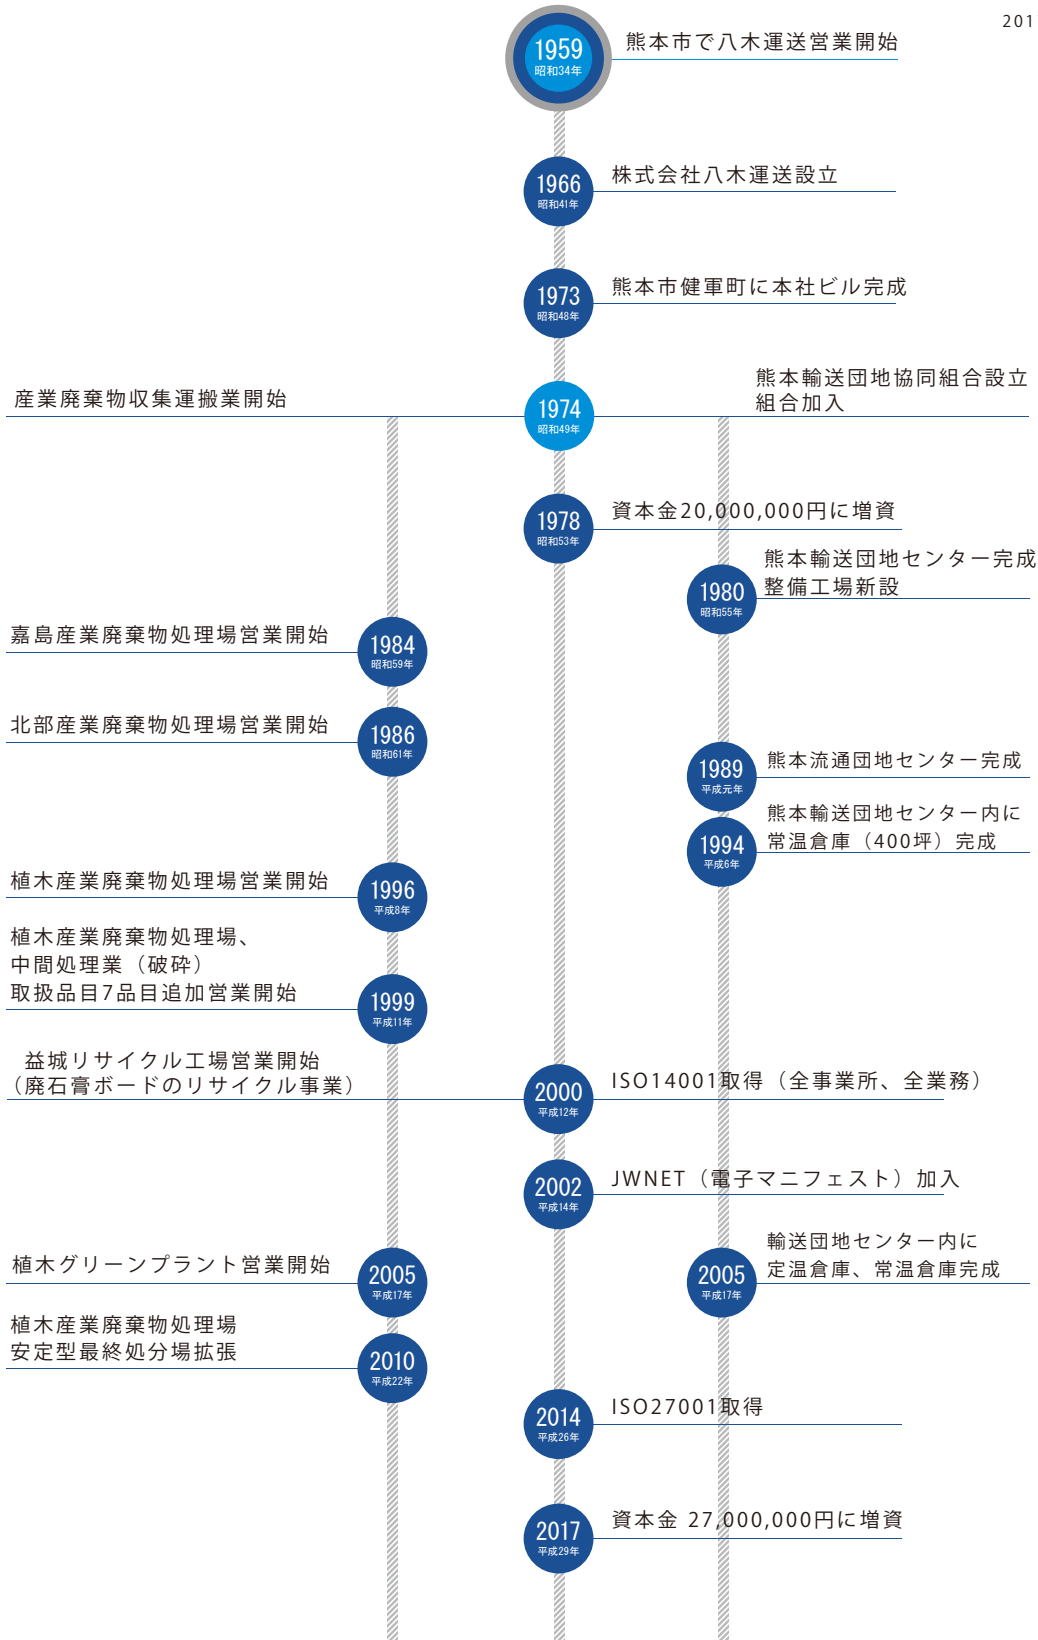 201
1959
昭和34年
熊本市で八木運送営業開始
1966
昭和41年
株式会社八木運送設立
1973
昭和48年
熊本市健軍町に本社ビル完成
産業廃棄物収集運搬業開始
1974
昭和49年
熊本輸送団地協同組合設立
組合加入
1978
昭和53年
資本金20,000,000円に増資
1980
昭和55年
熊本輸送団地センター完成
整備工場新設
嘉島産業廃棄物処理場営業開始
1984
昭和59年
北部産業廃棄物処理場営業開始
1986
昭和61年
1989
平成元年
熊本流通団地センター完成
1994
平成6年
熊本輸送団地センター内に
常温倉庫（400坪）完成
植木産業廃棄物処理場営業開始
1996
平成8年
植木産業廃棄物処理場、
中間処理業（破砕）
取扱品目7品目追加営業開始
1999
平成11年
益城リサイクル工場営業開始
（廃石膏ボードのリサイクル事業）
2000
平成12年
ISO14001取得（全事業所、全業務）
2002
平成14年
JWNET（電子マニフェスト）加入
植木グリーンプラント営業開始
2005
平成17年
2005
平成17年
輸送団地センター内に
定温倉庫、常温倉庫完成
植木産業廃棄物処理場
安定型最終処分場拡張
2010
平成22年
2014
平成26年
ISO27001取得
2017
平成29年
資本金 27,000,000円に増資